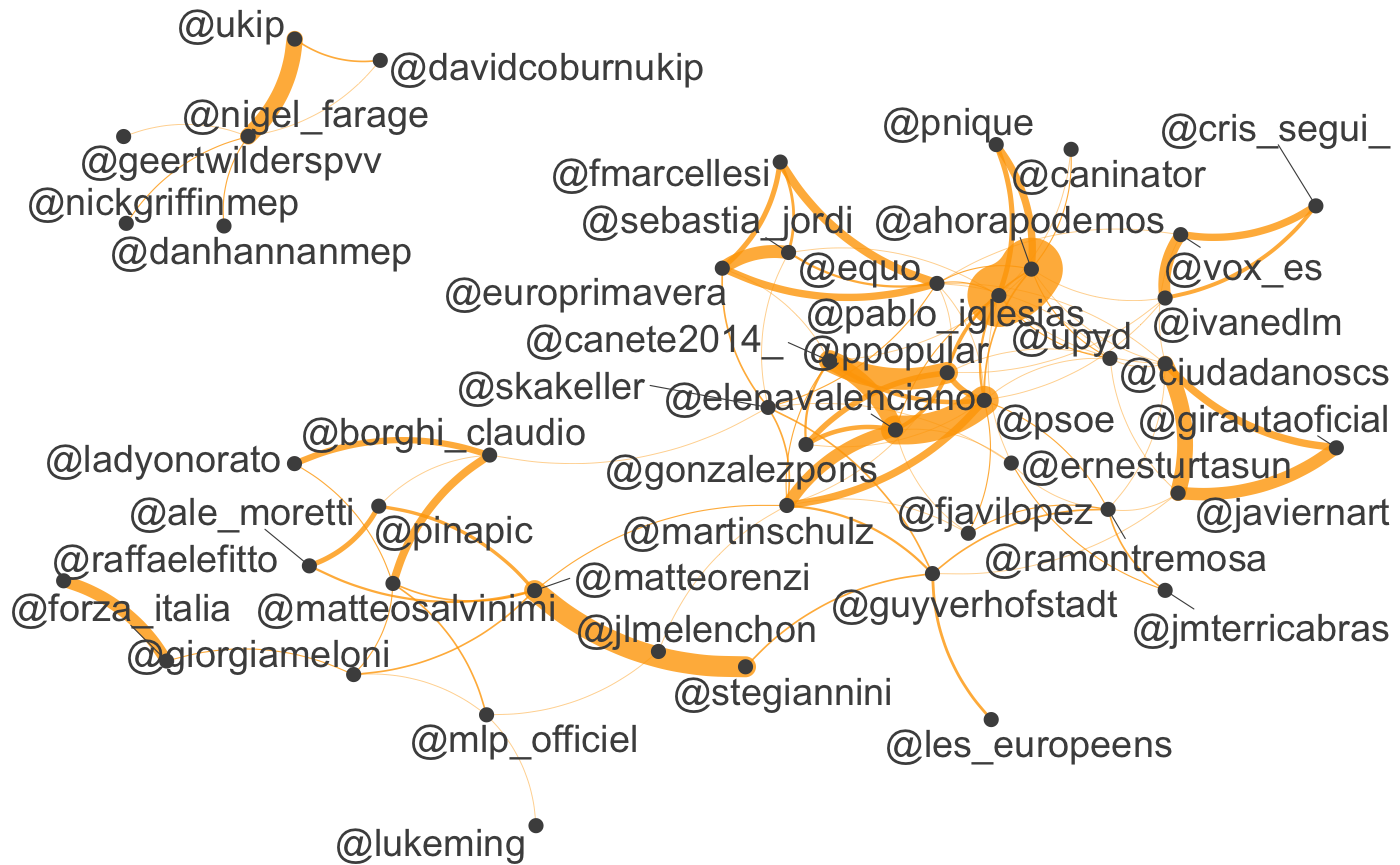 @ukip
@davidcoburnukip
@nigel_farage
@geertwilderspvv
@nickgriffinmep
@danhannanmep
@pnique
@cris_segui_
@fmarcellesi
@caninator
@sebastia_jordi
@ahorapodemos
@equo
@vox_es
@europrimavera
@pablo_iglesias_
@ivanedlm
@canete2014_
@ppopular
@upyd
@ciudadanoscs
@skakeller
@elenavalenciano
@psoe
@girautaoficial
@borghi_claudio
@ladyonorato
@gonzalezpons
@ernesturtasun
@ale_moretti
@pinapic
@martinschulz
@fjavilopez
@javiernart
@raffaelefitto
@matteorenzi
@ramontremosa
@forza_italia
@matteosalvinimi
@jlmelenchon
@guyverhofstadt
@jmterricabras
@giorgiameloni
@stegiannini
@mlp_officiel
@les_europeens
@lukeming